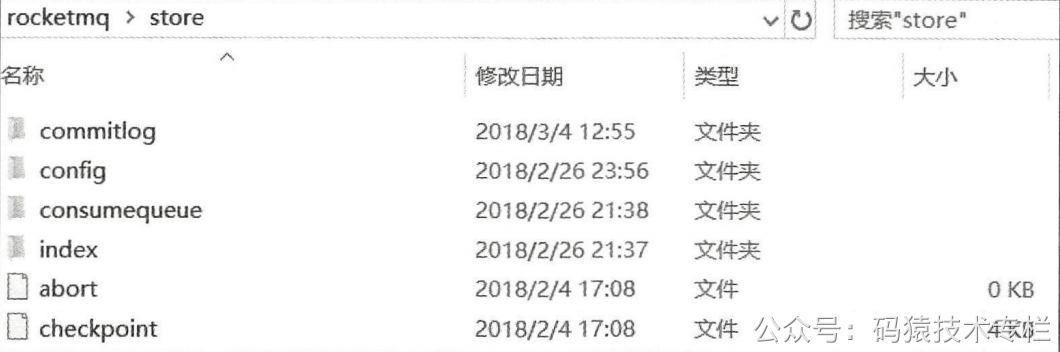 rocketmq > store 搜索"store"
名称 修改日期 类型 大小
commitlog 2018/3/4 12:55 文件夹
config 2018/2/26 23:56 文件夹
consumequeue 2018/2/26 21:38 文件夹
index 2018/2/26 21:37 文件夹
abort 2018/2/4 17:08 文件 0 KB
checkpoint 2018/2/4 17:08 文件 4 KB
公众号：码猿技术专栏